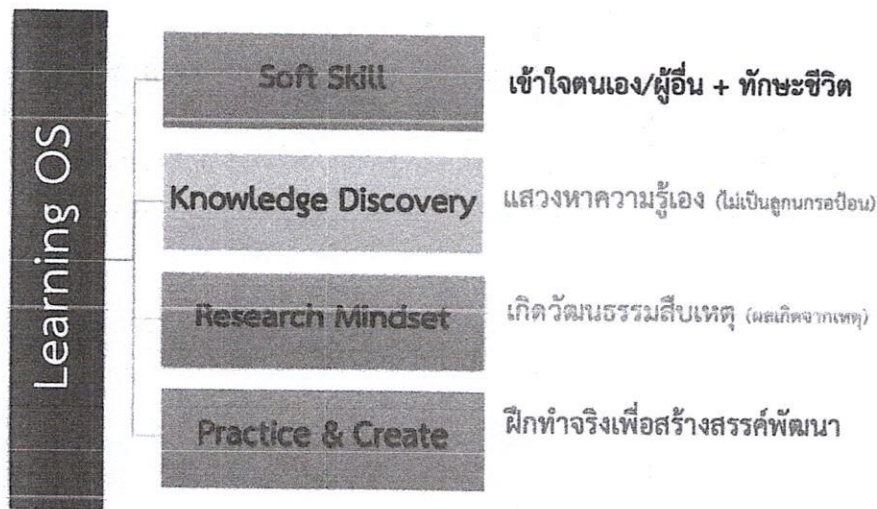 Learning OS
Soft Skill
เข้าใจตนเอง/ผู้อื่น + ทักษะชีวิต
Knowledge Discovery
แสวงหาความรู้เอง (ไม่เป็นลูกนกรอป้อน)
Research Mindset
เกิดวัฒนธรรมสืบเหตุ (ผลเกิดจากเหตุ)
Practice & Create
ฝึกทำจริงเพื่อสร้างสรรค์พัฒนา